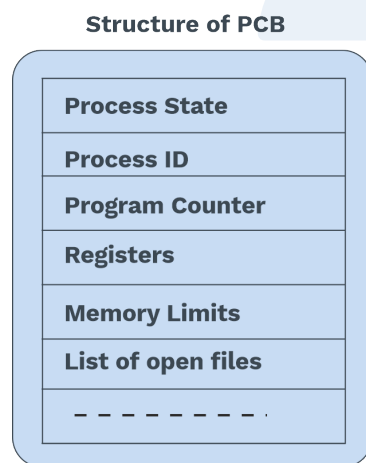 Structure of PCB
Process State
Process ID
Program Counter
Registers
Memory Limits
List of open files